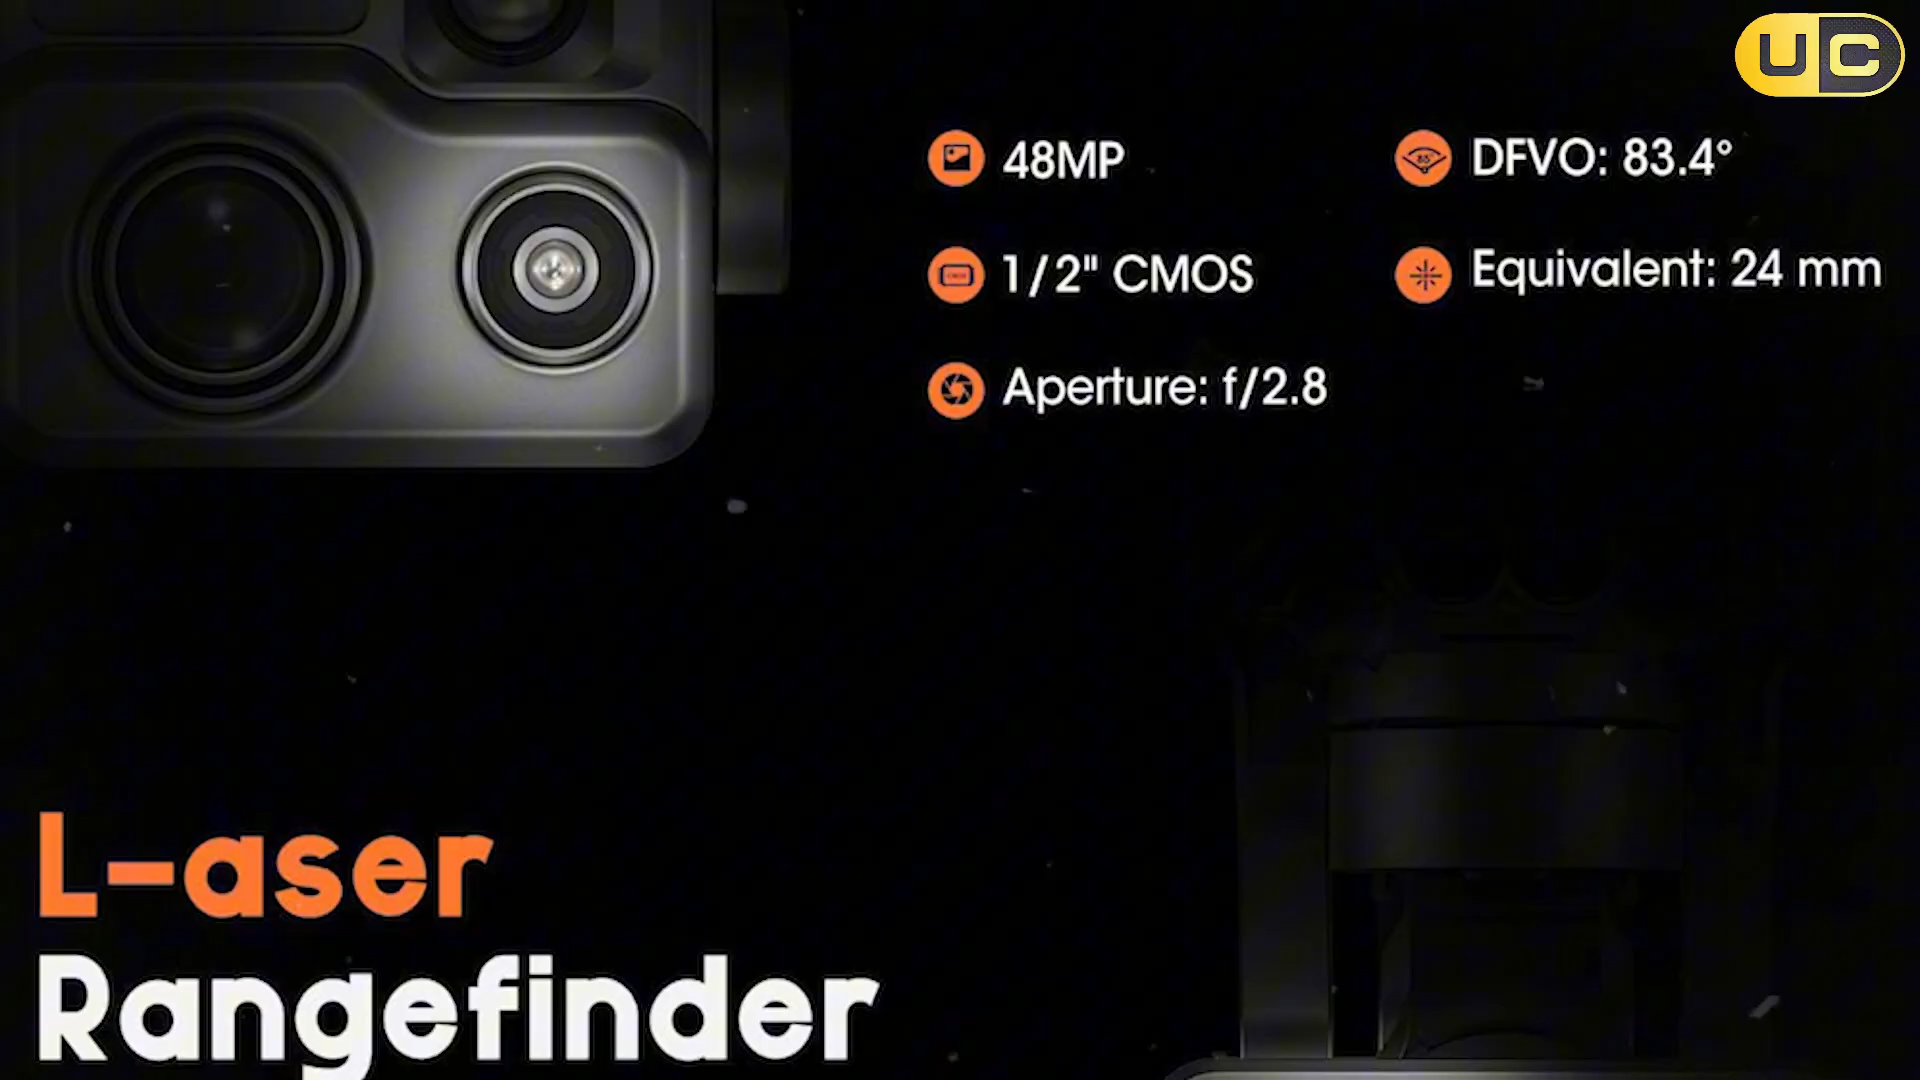 UC
48MP
DFVO: 83.4°
1/2" CMOS
Equivalent: 24 mm
Aperture: f/2.8
L-aser
Rangefinder